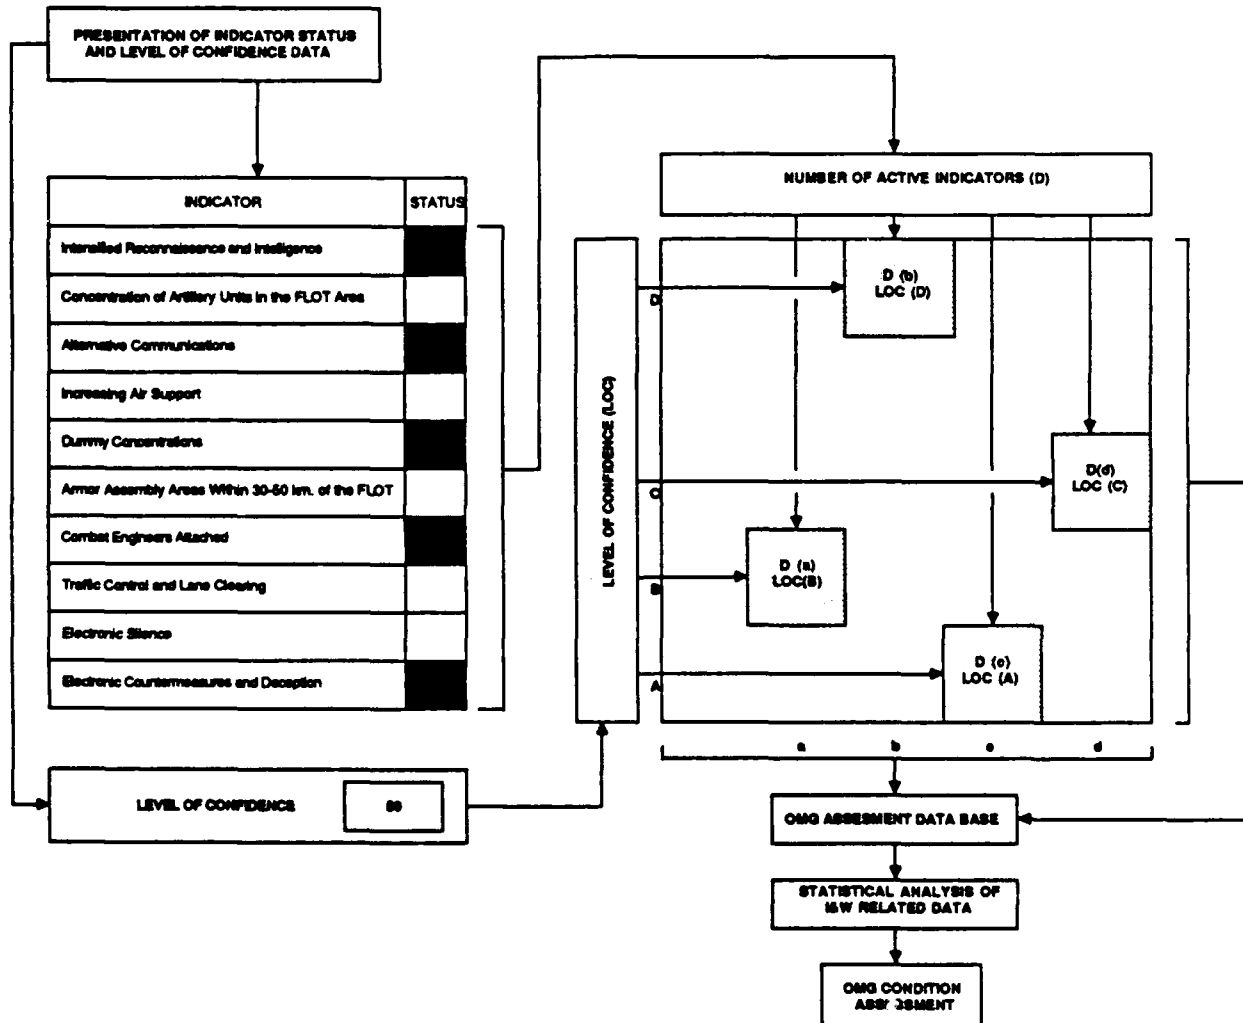 PRESENTATION OF INDICATOR STATUS
AND LEVEL OF CONFIDENCE DATA
INDICATOR
STATUS
Intensified Reconnaissance and Intelligence
Concentration of Artillery Units in the FLOT Area
Alternative Communications
Increasing Air Support
Dummy Concentrations
Armor Assembly Areas Within 30-50 km. of the FLOT
Combat Engineers Attached
Traffic Control and Lane Clearing
Electronic Silence
Electronic Countermeasures and Deception
LEVEL OF CONFIDENCE
NUMBER OF ACTIVE INDICATORS (D)
LEVEL OF CONFIDENCE (LOC)
D
C
B
A
D (b)
LOC (D)
D(d)
LOC (C)
D (a)
LOC(B)
D (c)
LOC (A)
a
b
c
d
OMG ASSESMENT DATA BASE
STATISTICAL ANALYSIS OF
I&W RELATED DATA
OMG CONDITION